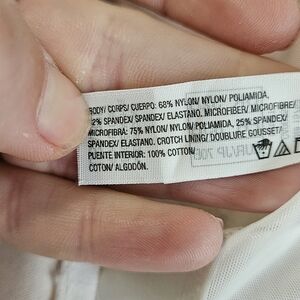 BODY/ CORPS/ CUERPO: 68% NYLON/ NYLON/ POLIAMIDA,
32% SPANDEX/ SPANDEX/ ELASTANO. MICROFIBER/ MICROFIBRE/
MICROFIBRA: 75% NYLON/ NYLON/ POLIAMIDA, 25% SPANDEX/
SPANDEX/ ELASTANO. CROTCH LINING/ DOUBLURE GOUSSET/
PUENTE INTERIOR: 100% COTTON/
COTON/ ALGODÓN.